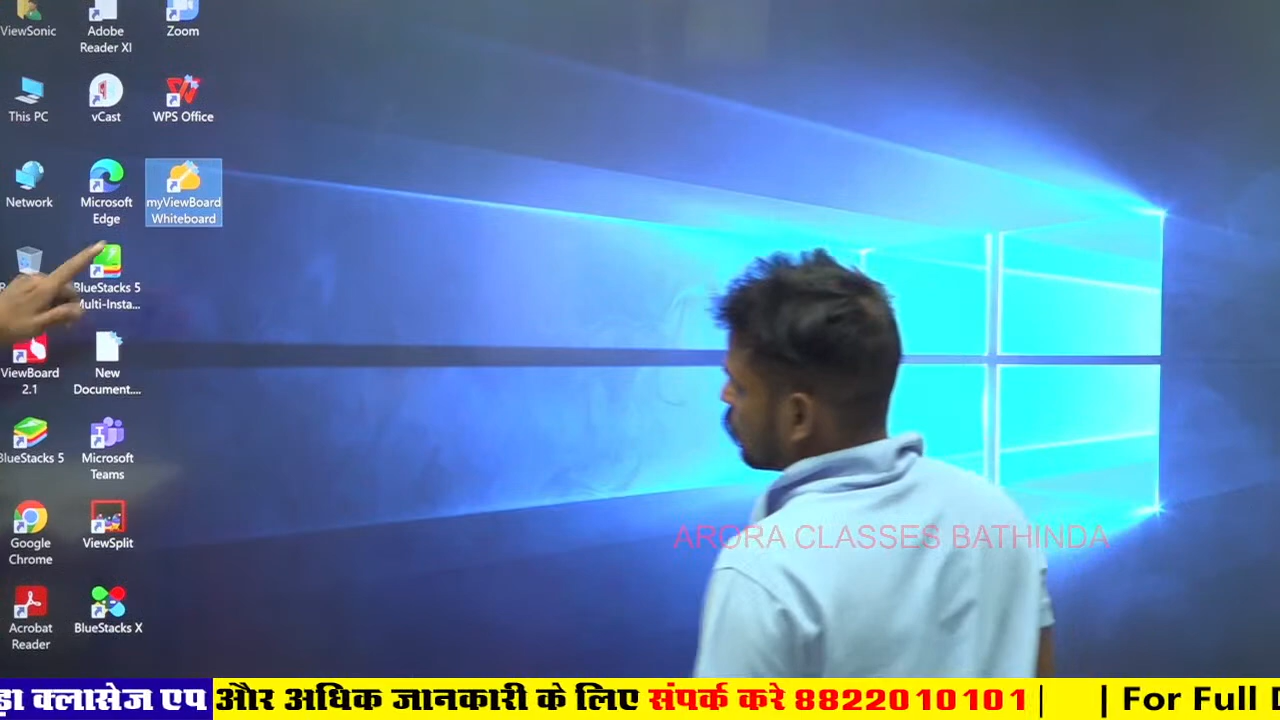 ViewSonic
Adobe
Reader XI
Zoom
This PC
vCast
WPS Office
Network
Microsoft
Edge
myViewBoard
Whiteboard
BlueStacks 5
Multi-Insta...
ViewBoard
2.1
New
Document....
BlueStacks 5
Microsoft
Teams
Google
Chrome
ViewSplit
Acrobat
Reader
BlueStacks X
ARORA CLASSES BATHINDA
क्लासेज एप और अधिक जानकारी के लिए संपर्क करे 8822010101 | | For Full